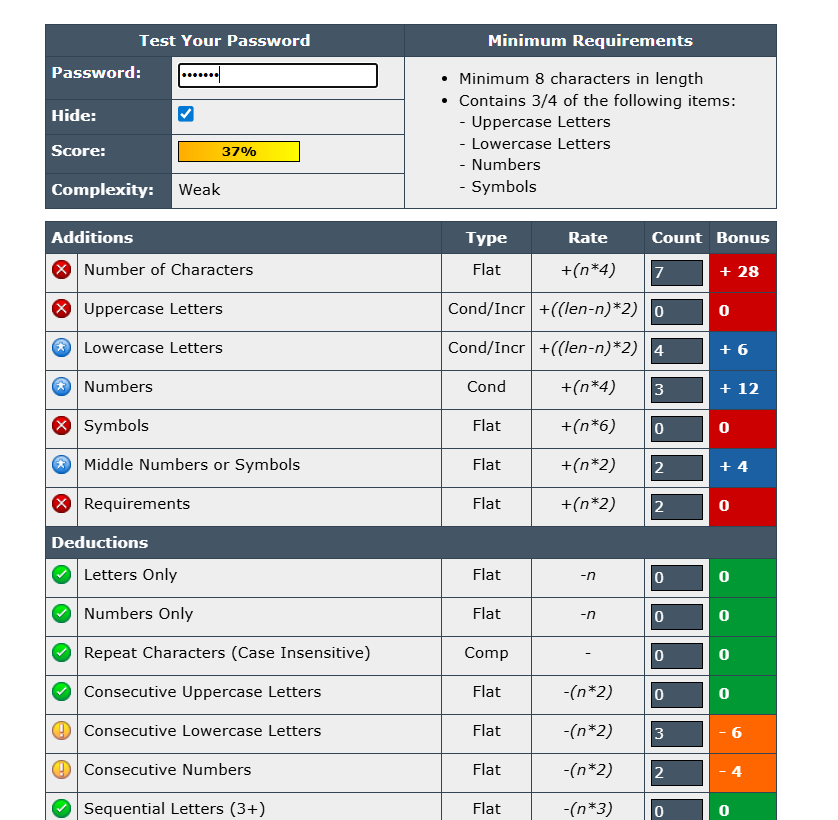 Test Your Password
Minimum Requirements
Password: •••••••
Hide:
Score: 37%
Complexity: Weak
• Minimum 8 characters in length
• Contains 3/4 of the following items:
- Uppercase Letters
- Lowercase Letters
- Numbers
- Symbols
Additions Type Rate Count Bonus
Number of Characters Flat +(n*4) 7 + 28
Uppercase Letters Cond/Incr +((len-n)*2) 0 0
Lowercase Letters Cond/Incr +((len-n)*2) 4 + 6
Numbers Cond +(n*4) 3 + 12
Symbols Flat +(n*6) 0 0
Middle Numbers or Symbols Flat +(n*2) 2 + 4
Requirements Flat +(n*2) 2 0
Deductions
Letters Only Flat -n 0 0
Numbers Only Flat -n 0 0
Repeat Characters (Case Insensitive) Comp - 0 0
Consecutive Uppercase Letters Flat -(n*2) 0 0
Consecutive Lowercase Letters Flat -(n*2) 3 - 6
Consecutive Numbers Flat -(n*2) 2 - 4
Sequential Letters (3+) Flat -(n*3) 0 0